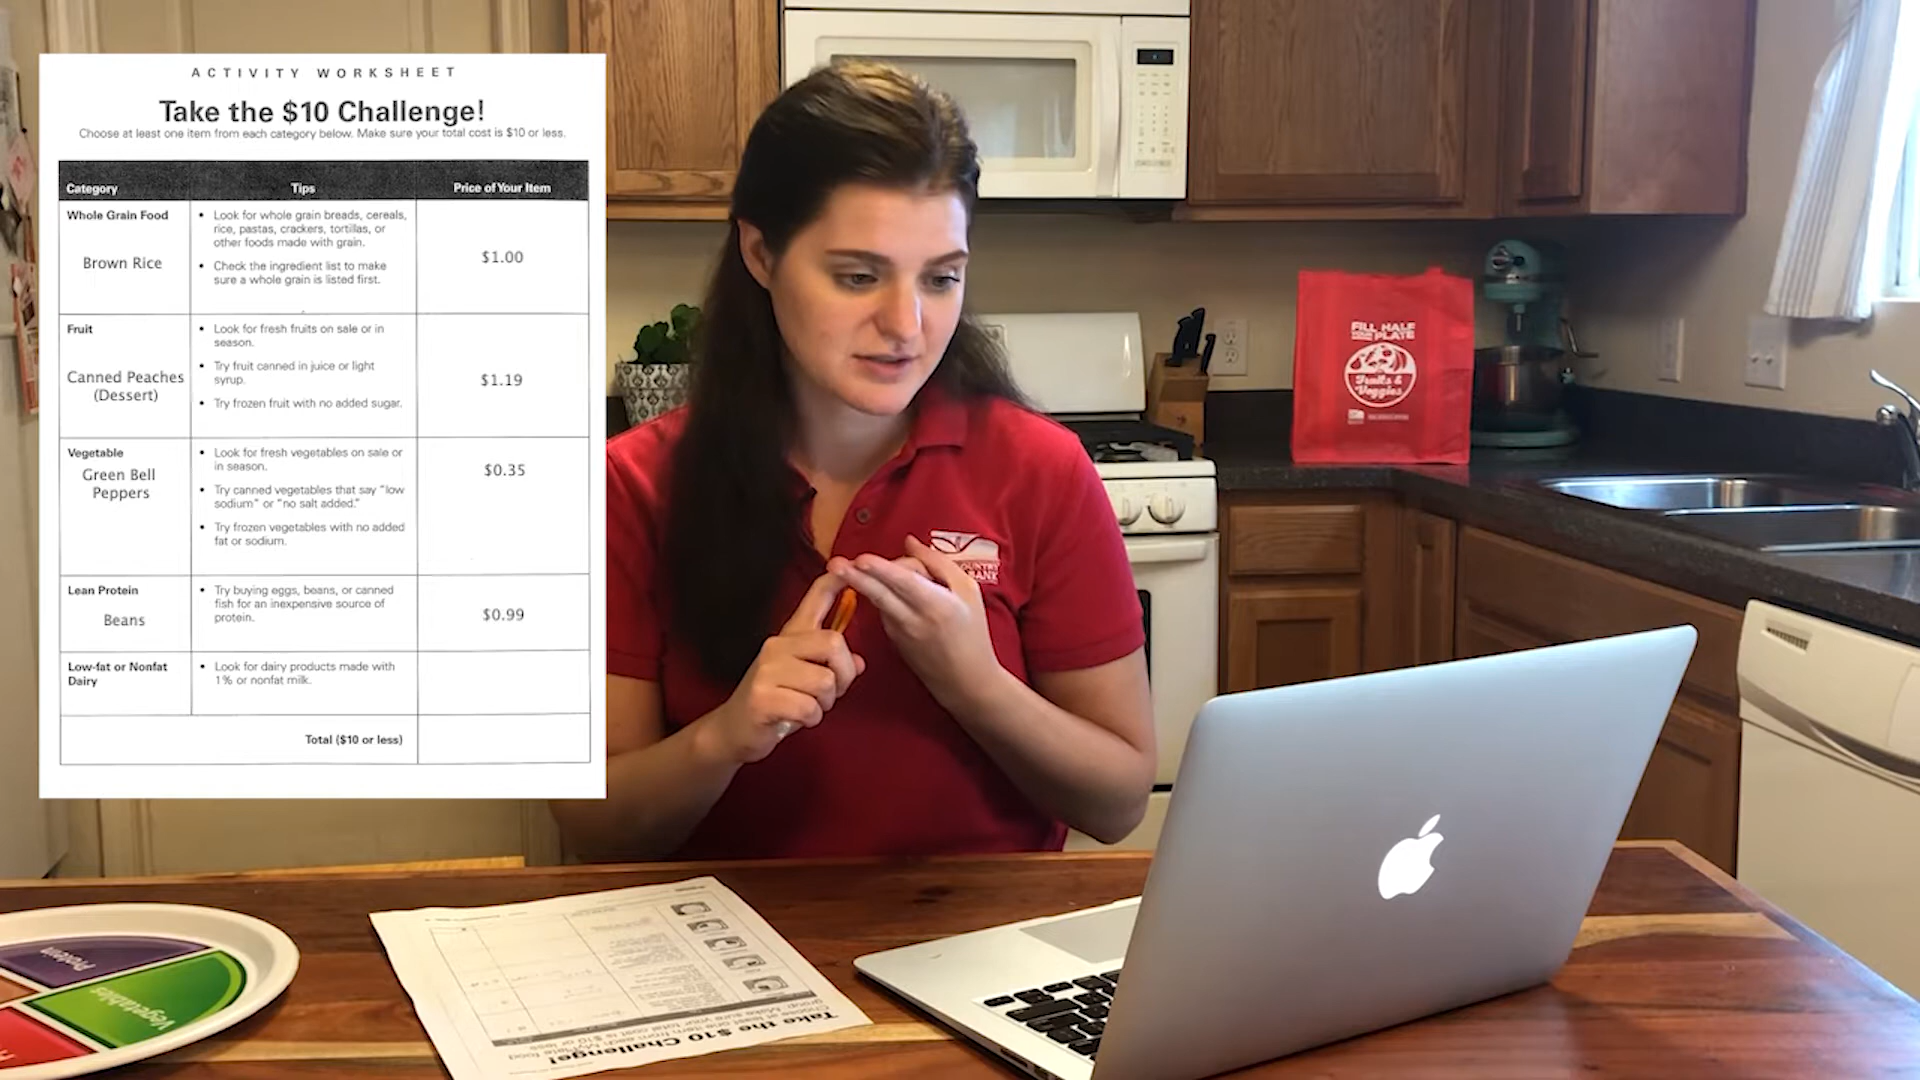 ACTIVITY WORKSHEET
Take the $10 Challenge!
Choose at least one item from each category below. Make sure your total cost is $10 or less.
Category Tips Price of Your Item
Whole Grain Food
Brown Rice
• Look for whole grain breads, cereals,
rice, pastas, crackers, tortillas, or
other foods made with grain.
• Check the ingredient list to make
sure a whole grain is listed first.
$1.00
Fruit
Canned Peaches
(Dessert)
• Look for fresh fruits on sale or in
season.
• Try fruit canned in juice or light
syrup.
• Try frozen fruit with no added sugar.
$1.19
Vegetable
Green Bell
Peppers
• Look for fresh vegetables on sale or
in season.
• Try canned vegetables that say "low
sodium" or "no salt added."
• Try frozen vegetables with no added
fat or sodium.
$0.35
Lean Protein
Beans
• Try buying eggs, beans, or canned
fish for an inexpensive source of
protein.
$0.99
Low-fat or Nonfat
Dairy
• Look for dairy products made with
1% or nonfat milk.
Total ($10 or less)
FILL HALF
YOUR PLATE
Fruits &
Veggies
Protein
Vegetables
Take the $10 Challenge!